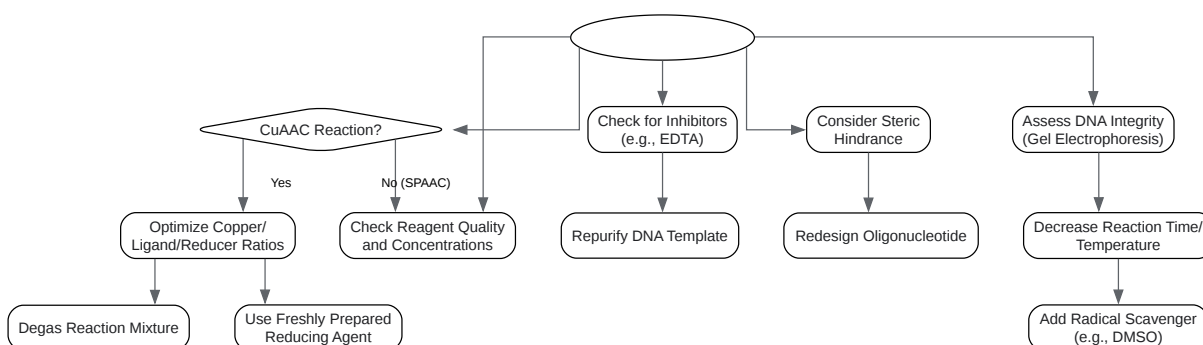 CuAAC Reaction?
Check for Inhibitors
(e.g., EDTA)
Consider Steric
Hindrance
Assess DNA Integrity
(Gel Electrophoresis)
Yes
No (SPAAC)
Optimize Copper/
Ligand/Reducer Ratios
Check Reagent Quality
and Concentrations
Repurify DNA Template
Redesign Oligonucleotide
Decrease Reaction Time/
Temperature
Degas Reaction Mixture
Use Freshly Prepared
Reducing Agent
Add Radical Scavenger
(e.g., DMSO)